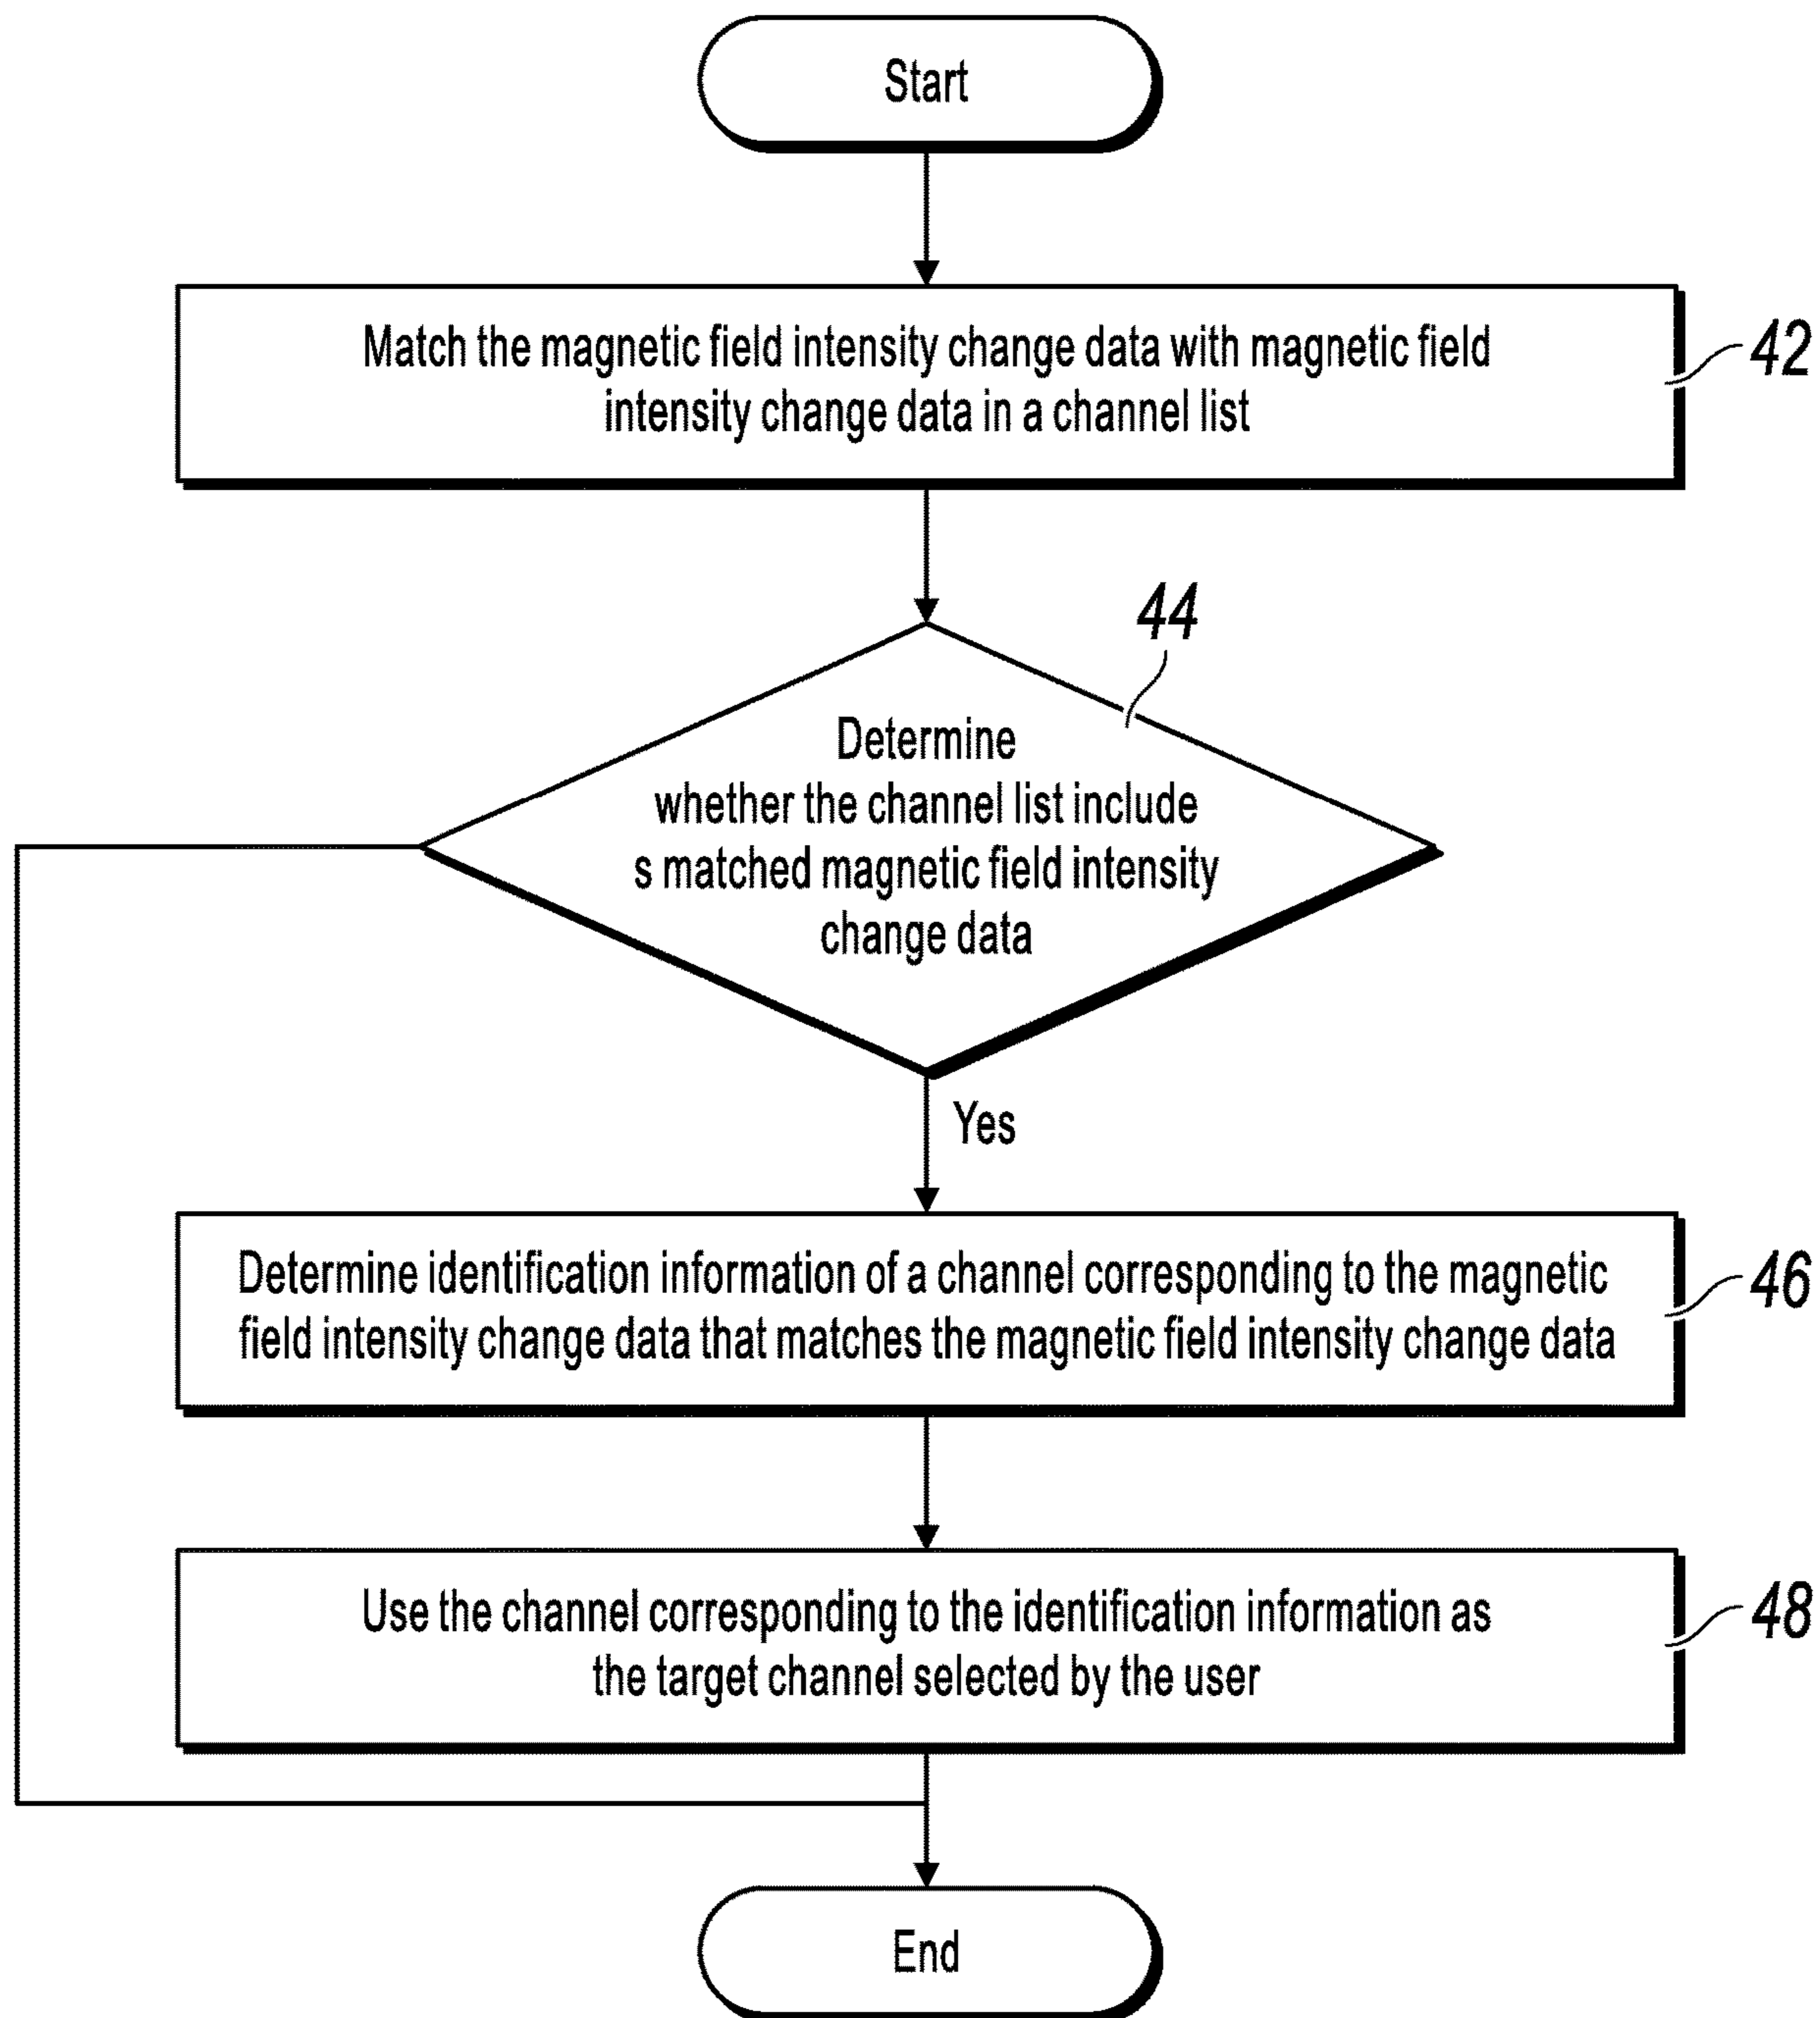 Start
Match the magnetic field intensity change data with magnetic field
intensity change data in a channel list
42
44
Determine
whether the channel list include
s matched magnetic field intensity
change data
Yes
Determine identification information of a channel corresponding to the magnetic
field intensity change data that matches the magnetic field intensity change data
46
Use the channel corresponding to the identification information as
the target channel selected by the user
48
End